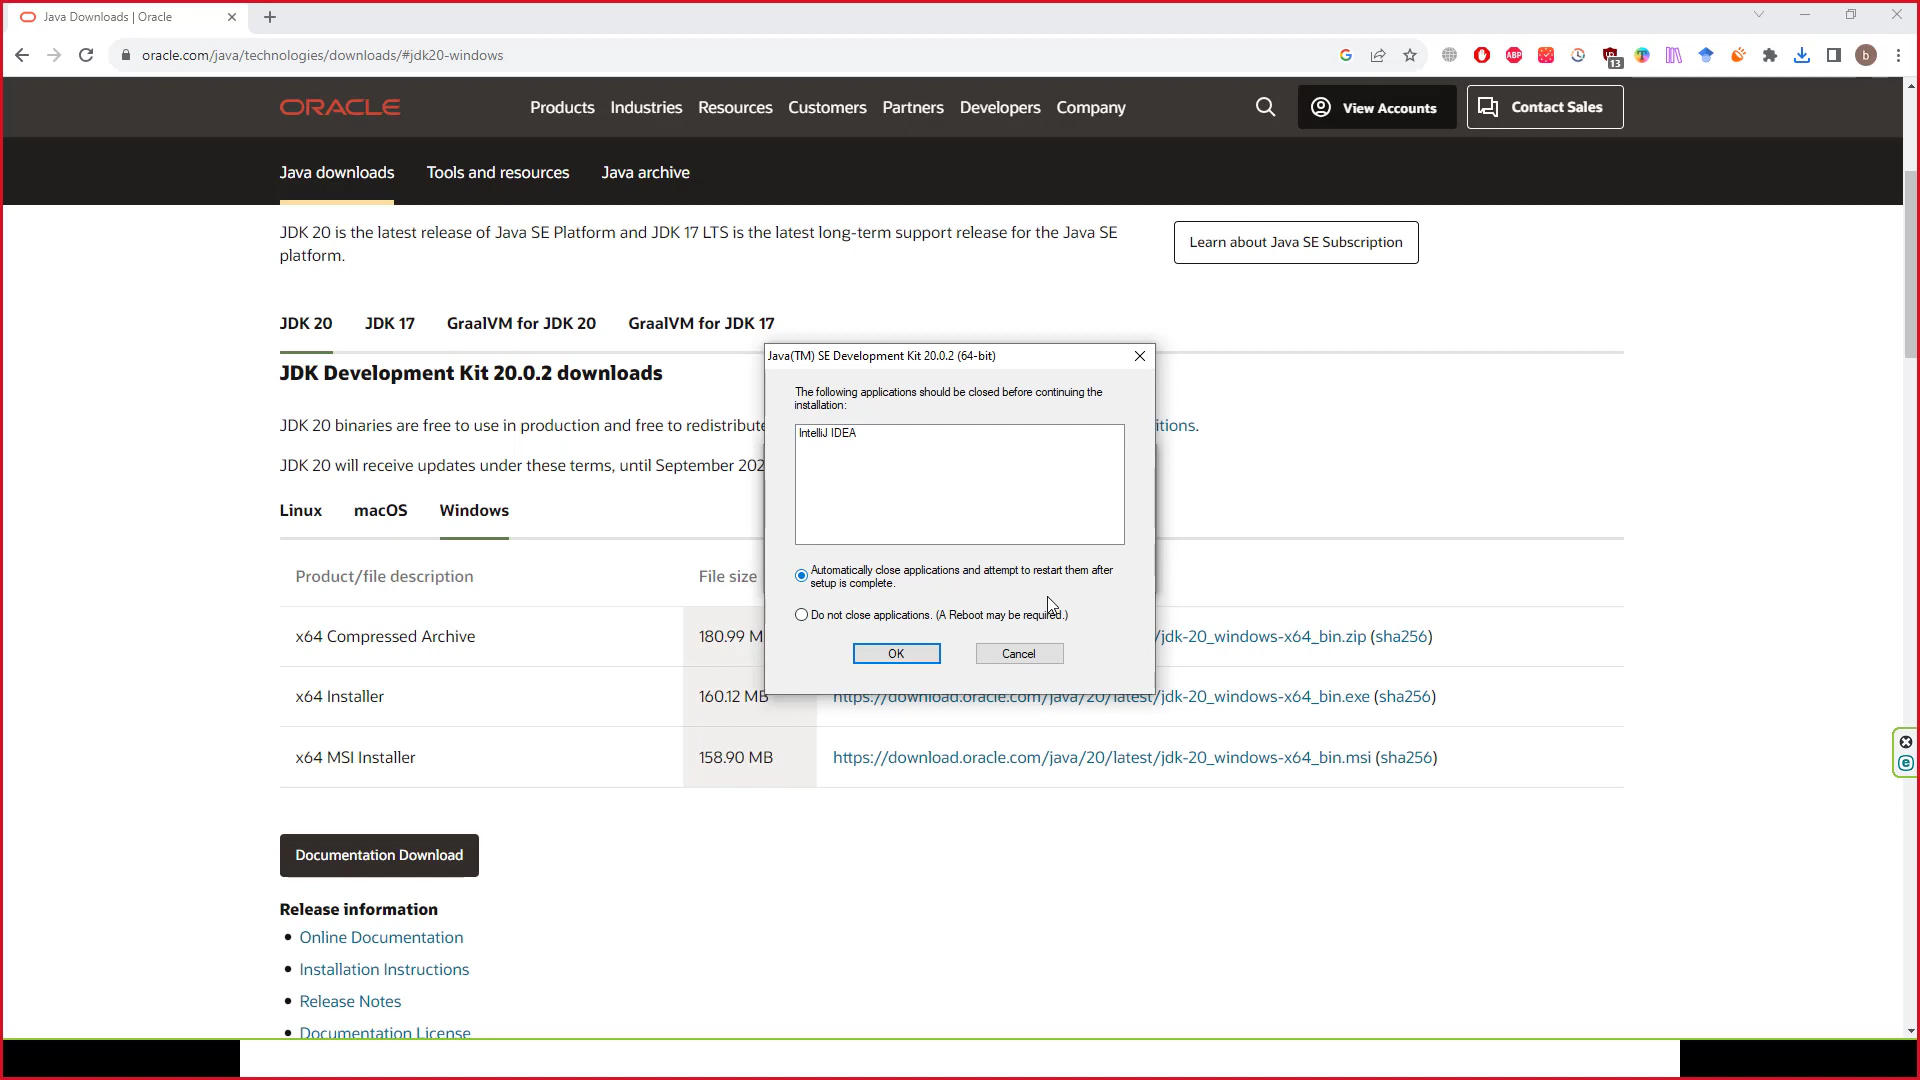 Java Downloads | Oracle
oracle.com/java/technologies/downloads/#jdk20-windows
ABP
13
b
ORACLE
Products Industries Resources Customers Partners Developers Company
View Accounts
Contact Sales
Java downloads Tools and resources Java archive
JDK 20 is the latest release of Java SE Platform and JDK 17 LTS is the latest long-term support release for the Java SE
platform.
Learn about Java SE Subscription
JDK 20 JDK 17 GraalVM for JDK 20 GraalVM for JDK 17
JDK Development Kit 20.0.2 downloads
JDK 20 binaries are free to use in production and free to redistribute
itions.
JDK 20 will receive updates under these terms, until September 202
Linux macOS Windows
Product/file description File size
x64 Compressed Archive 180.99 M /jdk-20_windows-x64_bin.zip (sha256)
x64 Installer 160.12 MB https://download.oracle.com/java/20/latest/jdk-20_windows-x64_bin.exe (sha256)
x64 MSI Installer 158.90 MB https://download.oracle.com/java/20/latest/jdk-20_windows-x64_bin.msi (sha256)
Java(TM) SE Development Kit 20.0.2 (64-bit)
The following applications should be closed before continuing the
installation:
IntelliJ IDEA
Automatically close applications and attempt to restart them after
setup is complete.
Do not close applications. (A Reboot may be required.)
OK Cancel
Documentation Download
Release information
Online Documentation
Installation Instructions
Release Notes
Documentation License